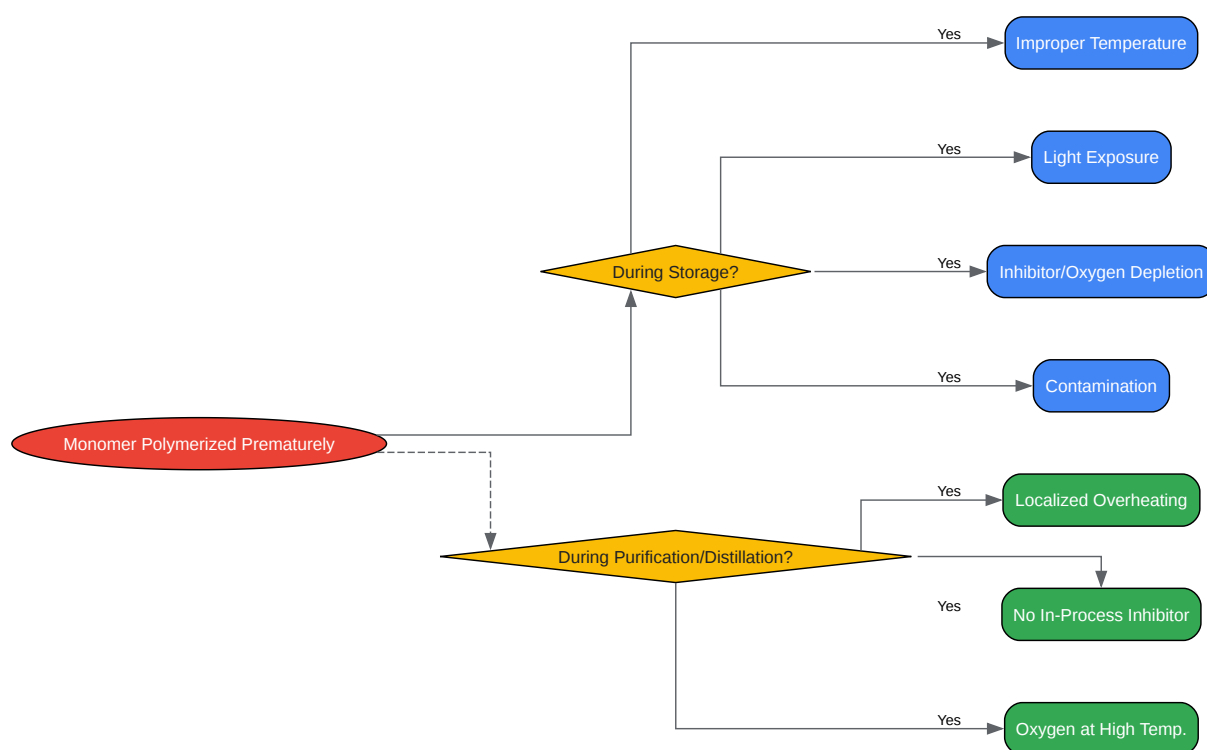 Yes
Improper Temperature
Yes
Light Exposure
During Storage?
Yes
Inhibitor/Oxygen Depletion
Yes
Contamination
Monomer Polymerized Prematurely
Yes
Localized Overheating
During Purification/Distillation?
Yes
No In-Process Inhibitor
Yes
Oxygen at High Temp.